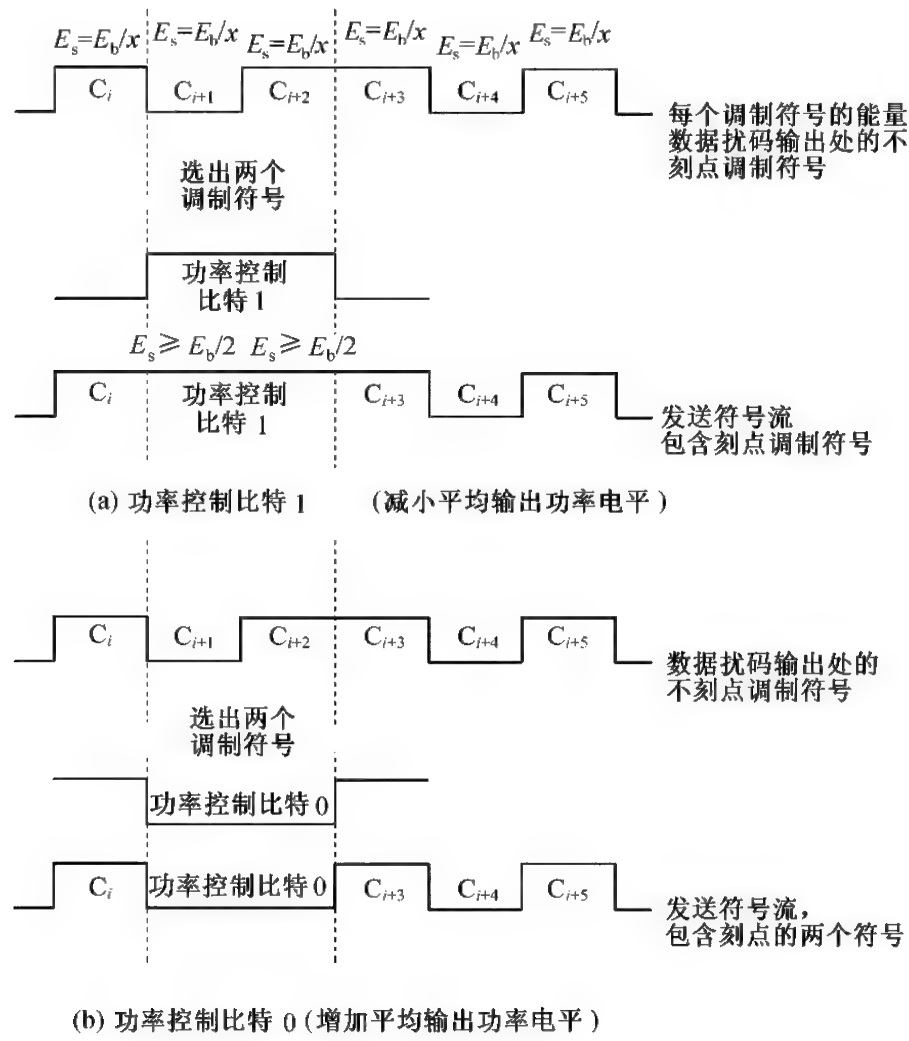 Es=Eb/x Es=Eb/x Es=Eb/x Es=Eb/x Es=Eb/x Es=Eb/x
Ci Ci+1 Ci+2 Ci+3 Ci+4 Ci+5
每个调制符号的能量
数据扰码输出处的不
刻点调制符号
选出两个
调制符号
功率控制
比特1
Es≥Eb/2 Es≥Eb/2
Ci 功率控制 Ci+3 Ci+4 Ci+5
比特1
发送符号流
包含刻点调制符号
(a) 功率控制比特1 (减小平均输出功率电平)
Ci Ci+1 Ci+2 Ci+3 Ci+4 Ci+5
数据扰码输出处的
不刻点调制符号
选出两个
调制符号
功率控制比特0
Ci 功率控制比特0 Ci+3 Ci+4 Ci+5
发送符号流，
包含刻点的两个符号
(b) 功率控制比特0(增加平均输出功率电平)